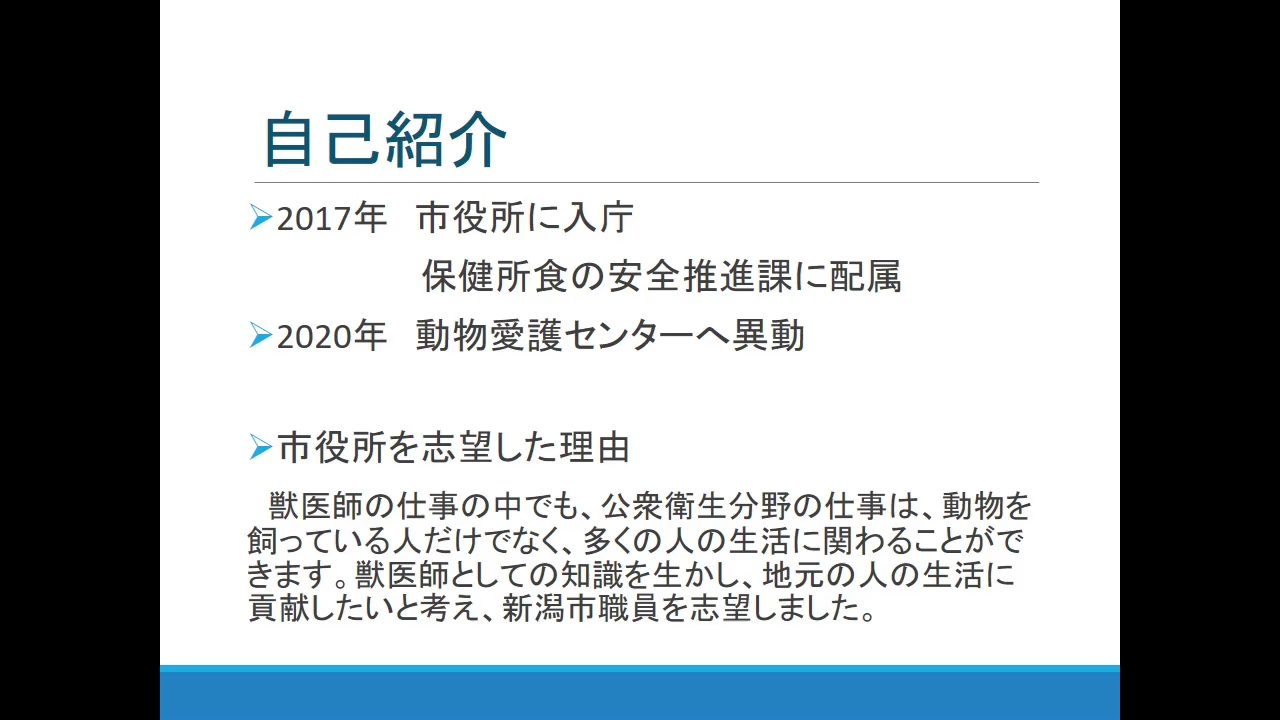 自己紹介
➢2017年　市役所に入庁
保健所食の安全推進課に配属
➢2020年　動物愛護センターへ異動
➢市役所を志望した理由
獣医師の仕事の中でも、公衆衛生分野の仕事は、動物を
飼っている人だけでなく、多くの人の生活に関わることがで
きます。獣医師としての知識を生かし、地元の人の生活に
貢献したいと考え、新潟市職員を志望しました。